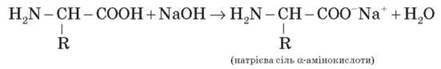 H₂N—CH—COOH+NaOH→H₂N—CH—COO⁻Na⁺+H₂O
R R
(натрієва сіль α-амінокислоти)